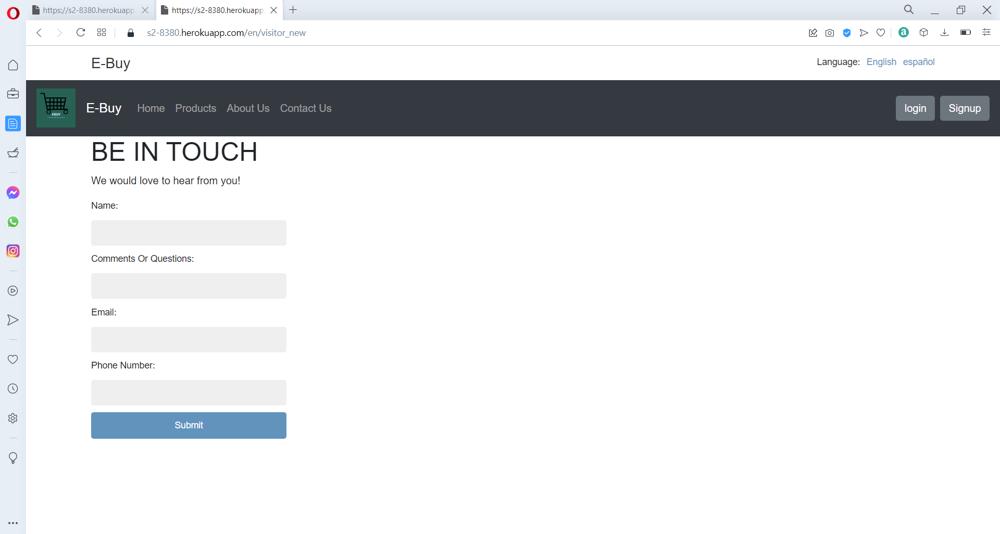 https://s2-8380.herokuapp. https://s2-8380.herokuapp.
s2-8380.herokuapp.com/en/visitor_new
E-Buy
Language: English español
EBUY
E-Buy Home Products About Us Contact Us login Signup
BE IN TOUCH
We would love to hear from you!
Name:
Comments Or Questions:
Email:
Phone Number:
Submit